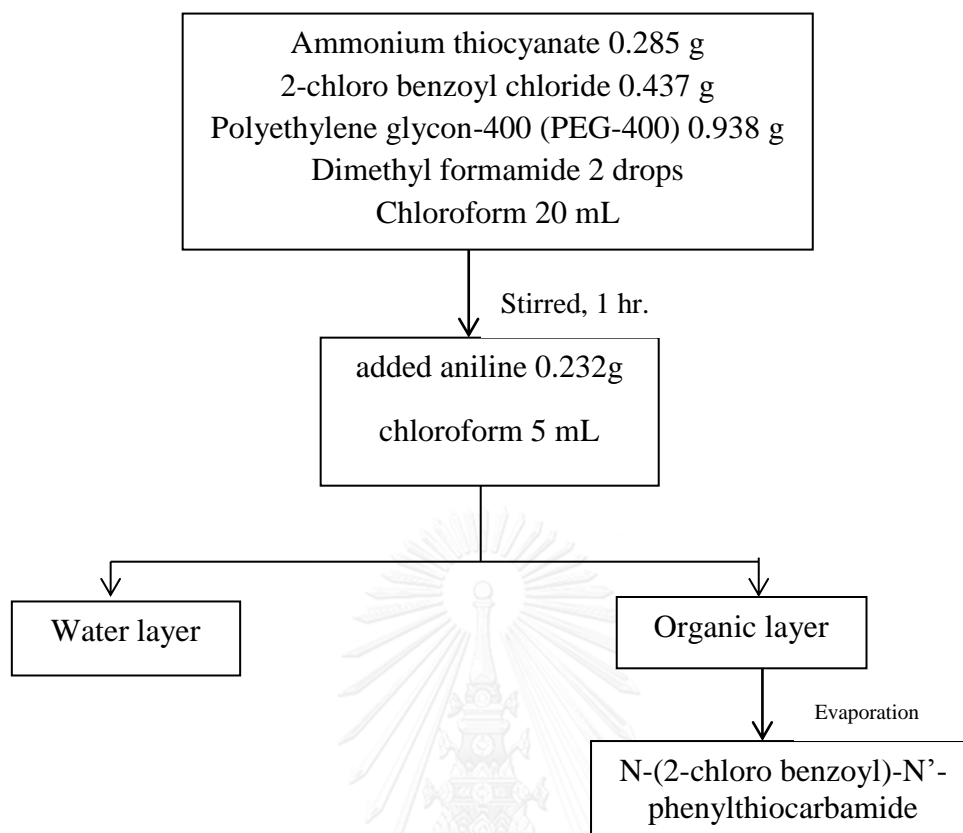 Ammonium thiocyanate 0.285 g
2-chloro benzoyl chloride 0.437 g
Polyethylene glycon-400 (PEG-400) 0.938 g
Dimethyl formamide 2 drops
Chloroform 20 mL
Stirred, 1 hr.
added aniline 0.232g
chloroform 5 mL
Water layer
Organic layer
Evaporation
N-(2-chloro benzoyl)-N’-
phenylthiocarbamide